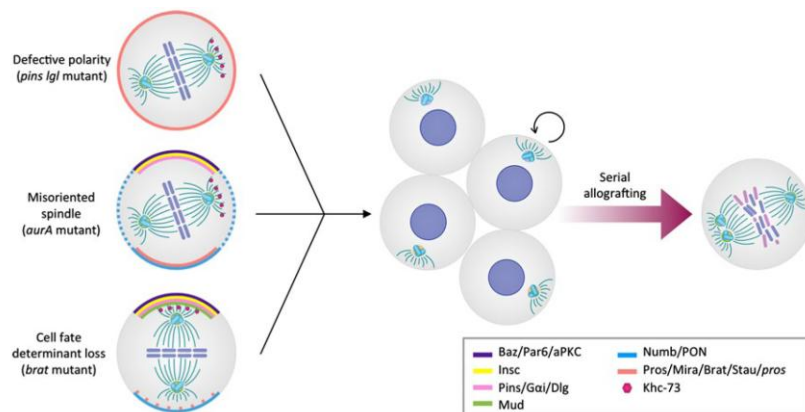 Defective polarity
(pins lgl mutant)
Misoriented
spindle
(aurA mutant)
Cell fate
determinant loss
(brat mutant)
Serial
allografting
Baz/Par6/aPKC
Insc
Pins/Gαi/Dlg
Mud
Numb/PON
Pros/Mira/Brat/Stau/pros
Khc-73